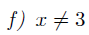 f) x ≠ 3